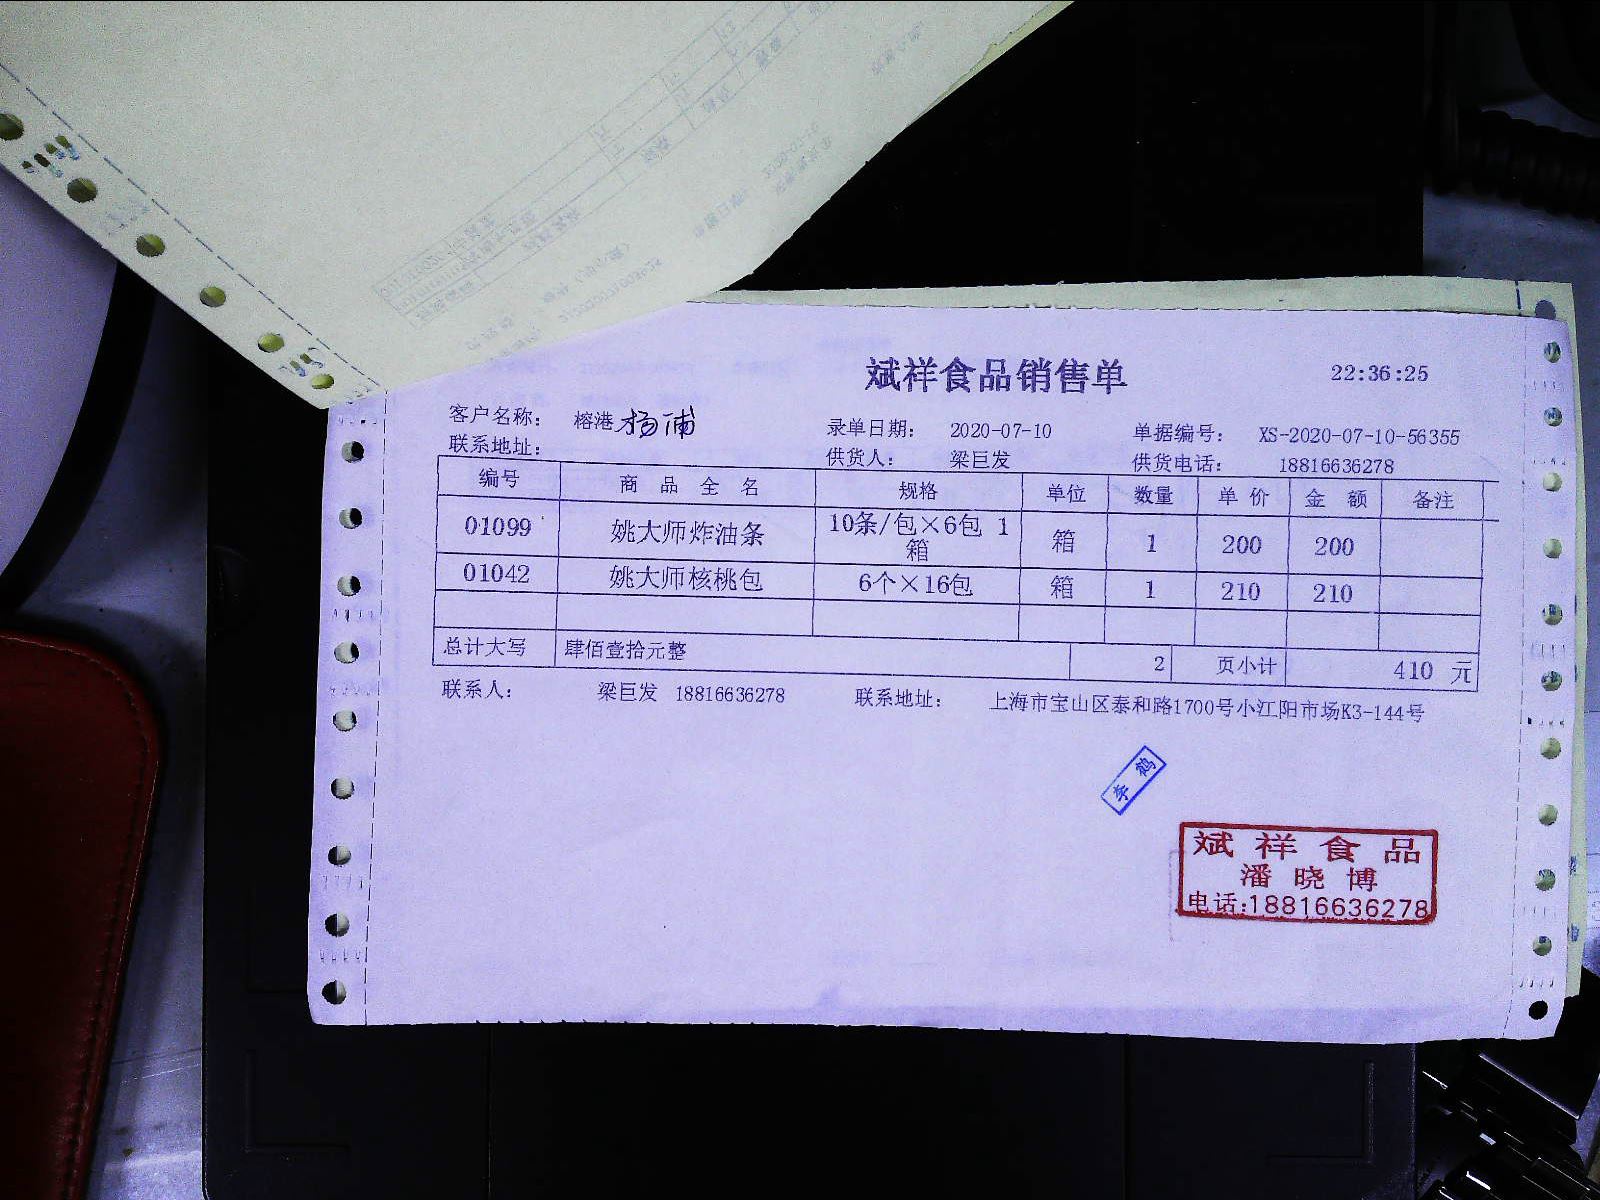 斌祥食品销售单 22:36:25
客户名称: 榕港杨浦 录单日期: 2020-07-10 单据编号: XS-2020-07-10-56355
联系地址: 供货人: 梁巨发 供货电话: 18816636278
编号 商品全名 规格 单位 数量 单价 金额 备注
01099 姚大师炸油条 10条/包×6包 1箱 箱 1 200 200
01042 姚大师核桃包 6个×16包 箱 1 210 210
总计大写 肆佰壹拾元整 2 页小计 410 元
联系人: 梁巨发 18816636278 联系地址: 上海市宝山区泰和路1700号小江阳市场K3-144号
李鹤
斌祥食品
潘晓博
电话:18816636278